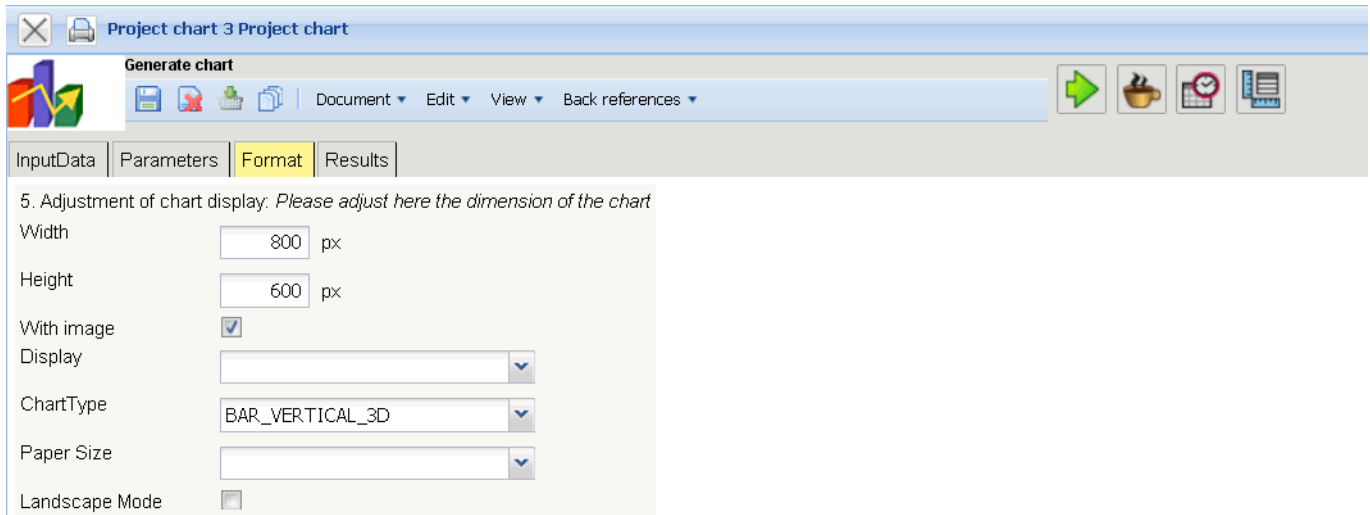 Project chart 3 Project chart
Generate chart
Document Edit View Back references
InputData Parameters Format Results
5. Adjustment of chart display: Please adjust here the dimension of the chart
Width 800 px
Height 600 px
With image
Display
ChartType BAR_VERTICAL_3D
Paper Size
Landscape Mode